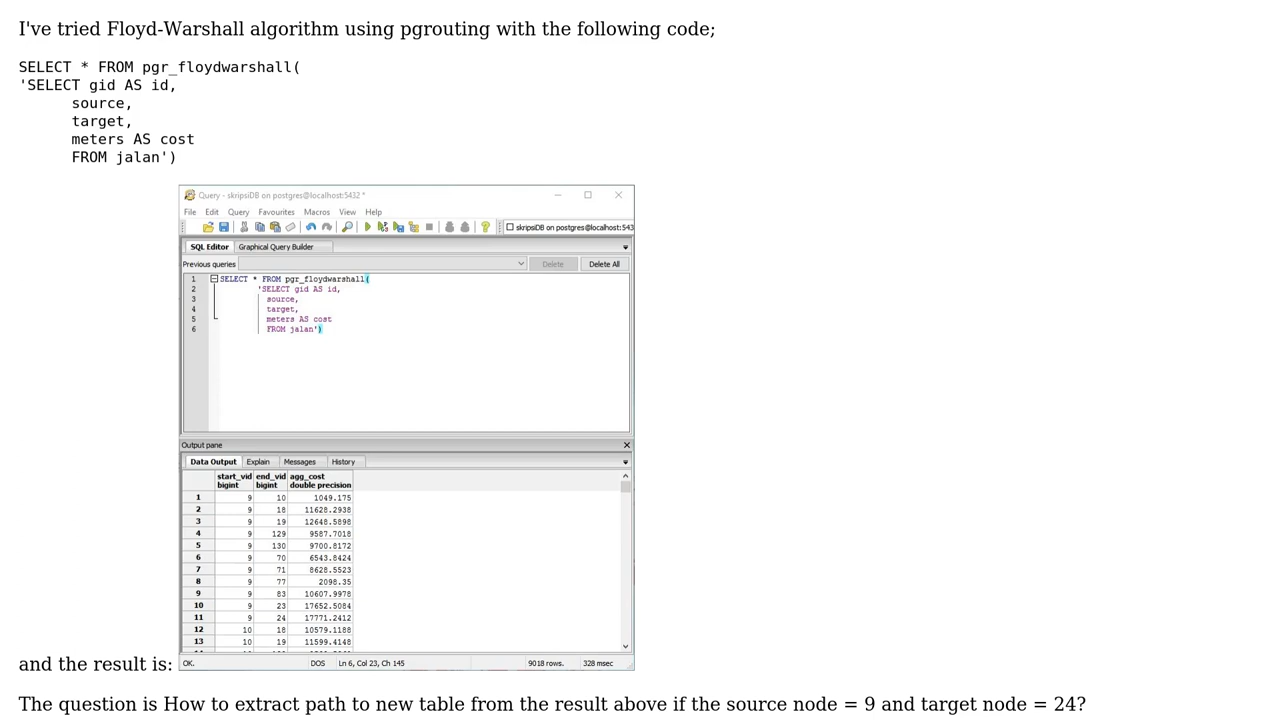 I've tried Floyd-Warshall algorithm using pgrouting with the following code;
SELECT * FROM pgr_floydwarshall(
'SELECT gid AS id,
source,
target,
meters AS cost
FROM jalan')
Query - skripsiDB on postgres@localhost:5432 *
File Edit Query Favourites Macros View Help
skripsiDB on postgres@localhost:543
SQL Editor Graphical Query Builder
Previous queries Delete Delete All
1 SELECT * FROM pgr_floydwarshall(
2 'SELECT gid AS id,
3 source,
4 target,
5 meters AS cost
6 FROM jalan')
Output pane
Data Output Explain Messages History
start_vid end_vid agg_cost
bigint bigint double precision
1 9 10 1049.175
2 9 18 11628.2938
3 9 19 12648.5898
4 9 129 9587.7018
5 9 130 9700.8172
6 9 70 6543.8424
7 9 71 8628.5523
8 9 77 2098.35
9 9 83 10607.9978
10 9 23 17652.5084
11 9 24 17771.2412
12 10 18 10579.1188
13 10 19 11599.4148
OK. DOS Ln 6, Col 23, Ch 145 9018 rows. 328 msec
and the result is:
The question is How to extract path to new table from the result above if the source node = 9 and target node = 24?